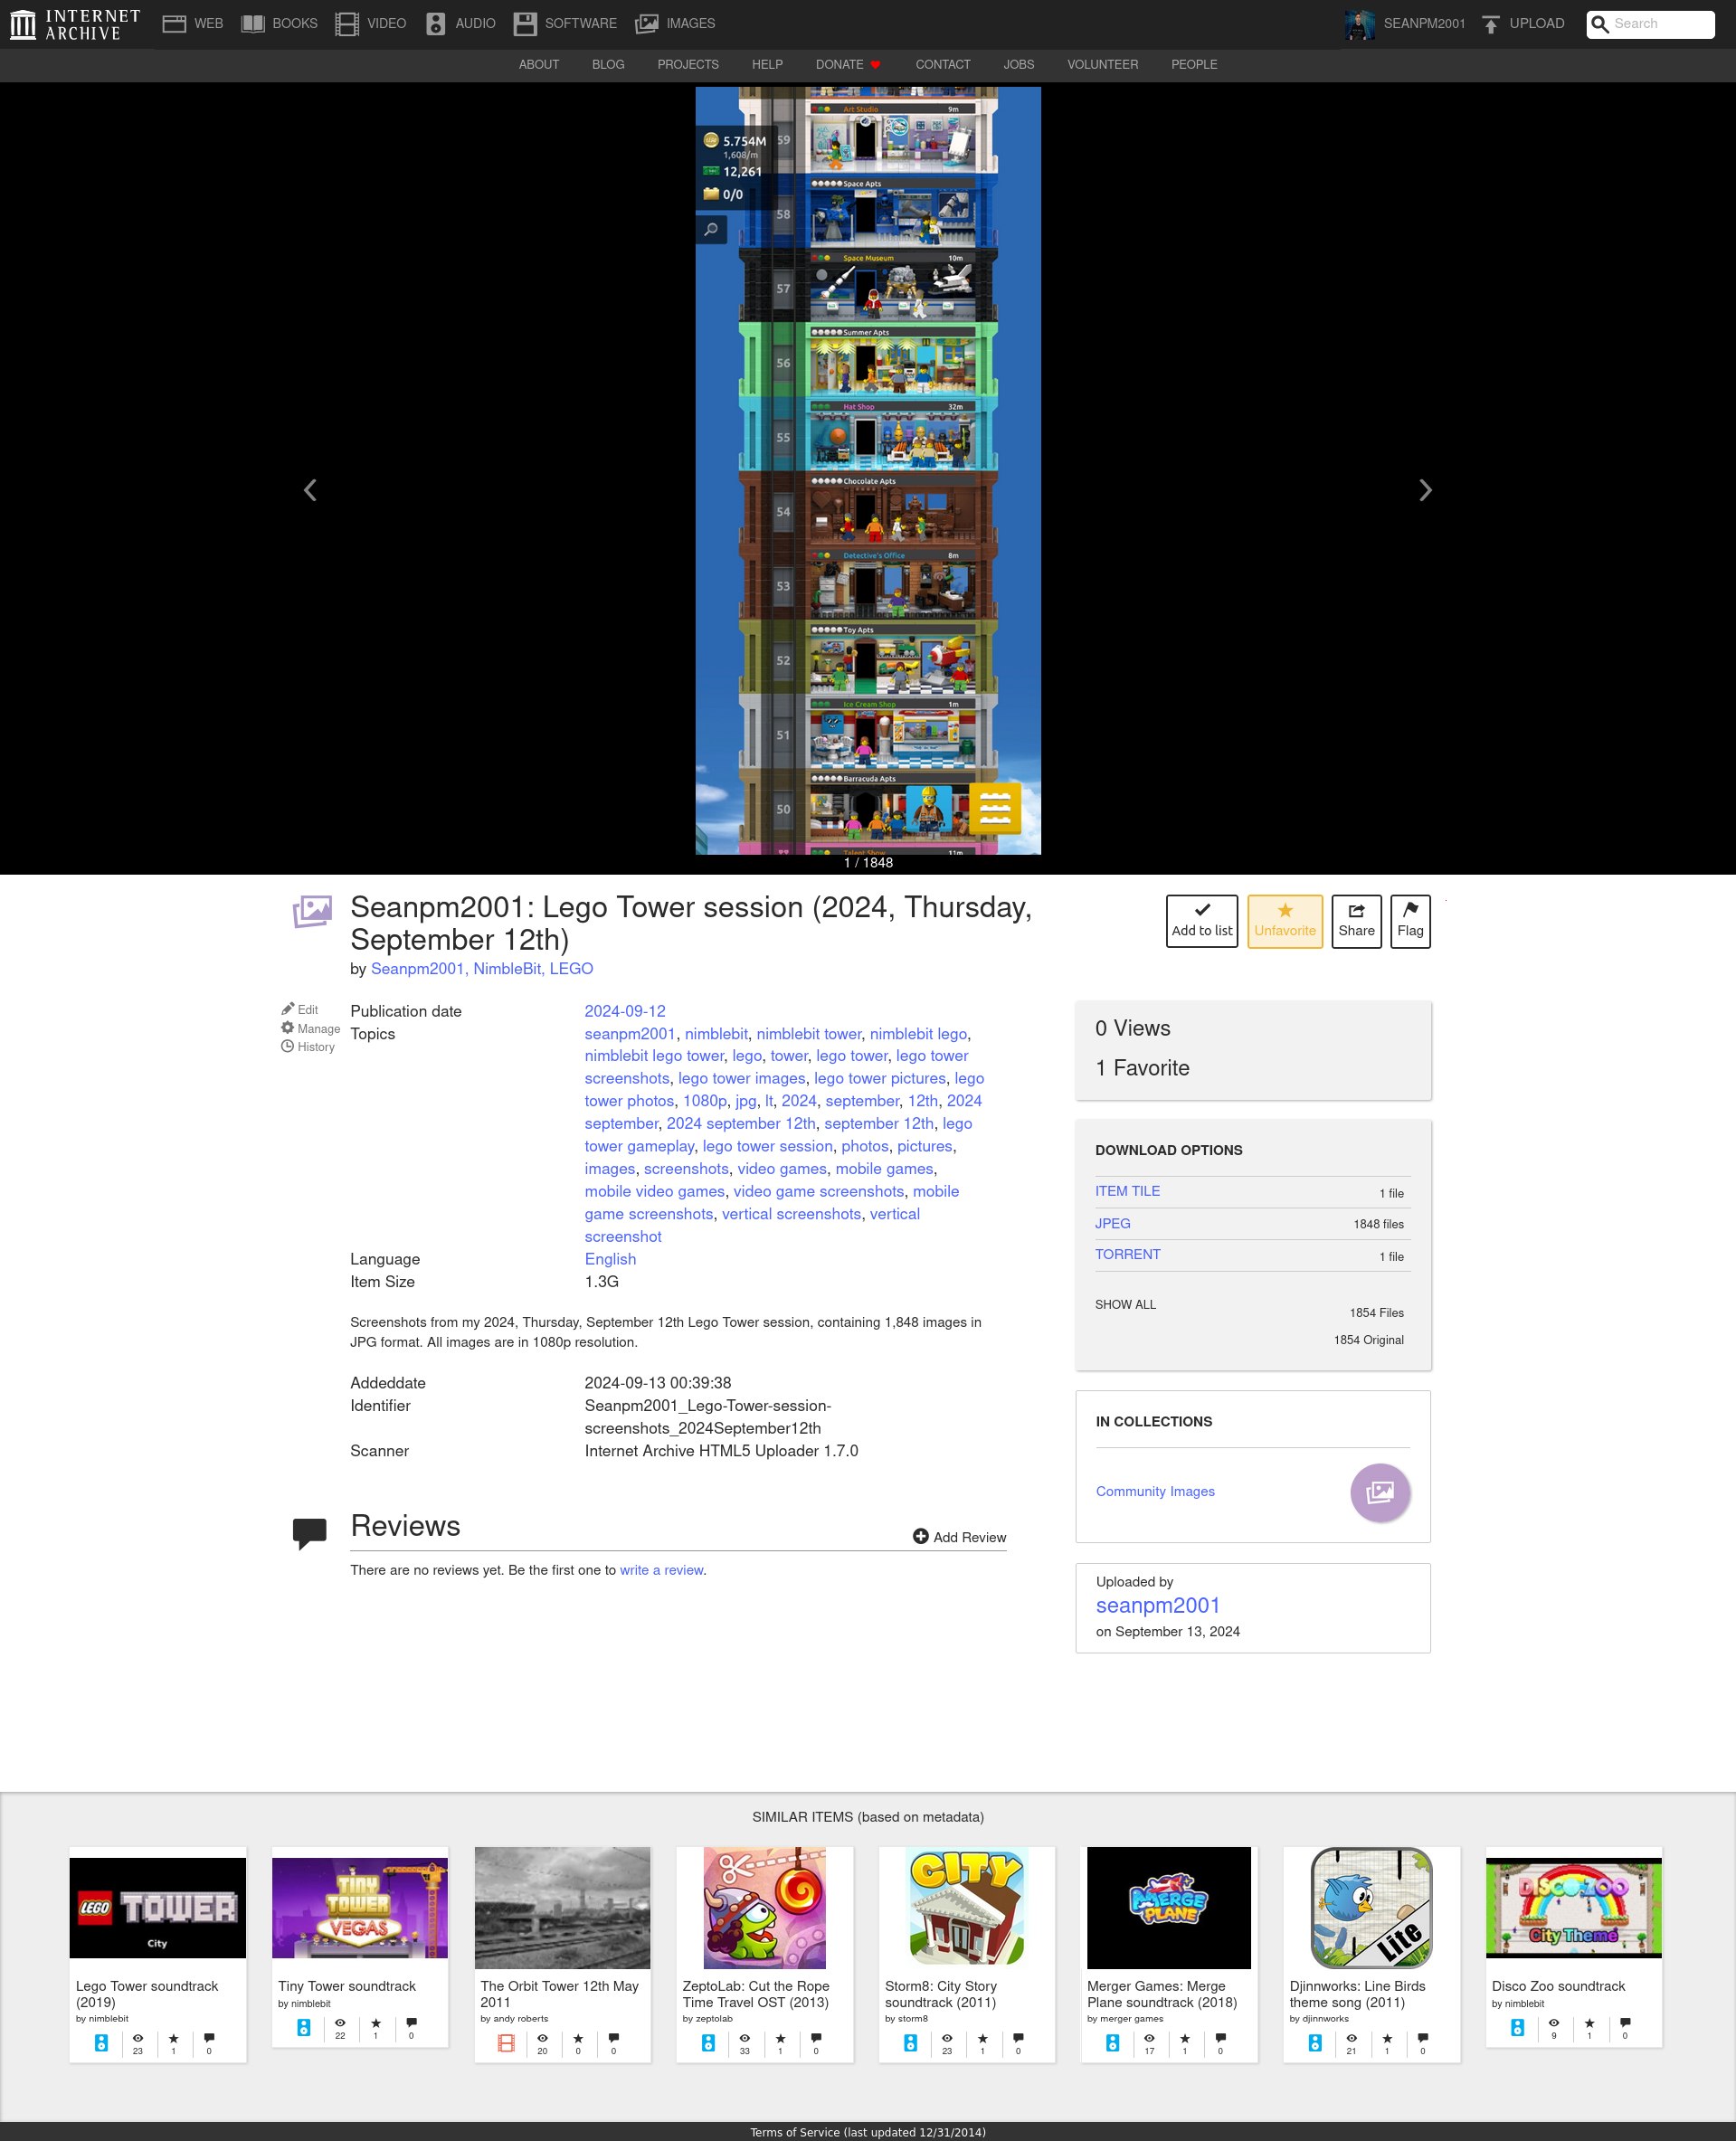 INTERNET ARCHIVE
WEB BOOKS VIDEO AUDIO SOFTWARE IMAGES
SEANPM2001 UPLOAD Search
ABOUT BLOG PROJECTS HELP DONATE CONTACT JOBS VOLUNTEER PEOPLE
Art Studio 9m
5.754M 59
1,608/m
12,261
Space Apts
0/0
58
Space Museum 10m
57
Summer Apts
56
Hat Shop 32m
55
Chocolate Apts
54
Detective's Office 8m
53
Toy Apts
52
Ice Cream Shop 1m
51
Barracuda Apts
50
Talent Show 11m
1 / 1848
Seanpm2001: Lego Tower session (2024, Thursday,
September 12th)
by Seanpm2001, NimbleBit, LEGO
Add to list Unfavorite Share Flag
Edit
Manage
History
Publication date 2024-09-12
Topics seanpm2001, nimblebit, nimblebit tower, nimblebit lego,
nimblebit lego tower, lego, tower, lego tower, lego tower
screenshots, lego tower images, lego tower pictures, lego
tower photos, 1080p, jpg, lt, 2024, september, 12th, 2024
september, 2024 september 12th, september 12th, lego
tower gameplay, lego tower session, photos, pictures,
images, screenshots, video games, mobile games,
mobile video games, video game screenshots, mobile
game screenshots, vertical screenshots, vertical
screenshot
Language English
Item Size 1.3G
Screenshots from my 2024, Thursday, September 12th Lego Tower session, containing 1,848 images in
JPG format. All images are in 1080p resolution.
Addeddate 2024-09-13 00:39:38
Identifier Seanpm2001_Lego-Tower-session-
screenshots_2024September12th
Scanner Internet Archive HTML5 Uploader 1.7.0
Reviews
Add Review
There are no reviews yet. Be the first one to write a review.
0 Views
1 Favorite
DOWNLOAD OPTIONS
ITEM TILE 1 file
JPEG 1848 files
TORRENT 1 file
SHOW ALL 1854 Files
1854 Original
IN COLLECTIONS
Community Images
Uploaded by
seanpm2001
on September 13, 2024
SIMILAR ITEMS (based on metadata)
LEGO TOWER
City
Lego Tower soundtrack
(2019)
by nimblebit
23 1 0
TINY
TOWER
VEGAS
Tiny Tower soundtrack
by nimblebit
22 1 0
The Orbit Tower 12th May
2011
by andy roberts
20 0 0
ZeptoLab: Cut the Rope
Time Travel OST (2013)
by zeptolab
33 1 0
CITY
Storm8: City Story
soundtrack (2011)
by storm8
23 1 0
MERGE
PLANE
Merger Games: Merge
Plane soundtrack (2018)
by merger games
17 1 0
Lite
Djinnworks: Line Birds
theme song (2011)
by djinnworks
21 1 0
DISCO ZOO
City Theme
Disco Zoo soundtrack
by nimblebit
9 1 0
Terms of Service (last updated 12/31/2014)